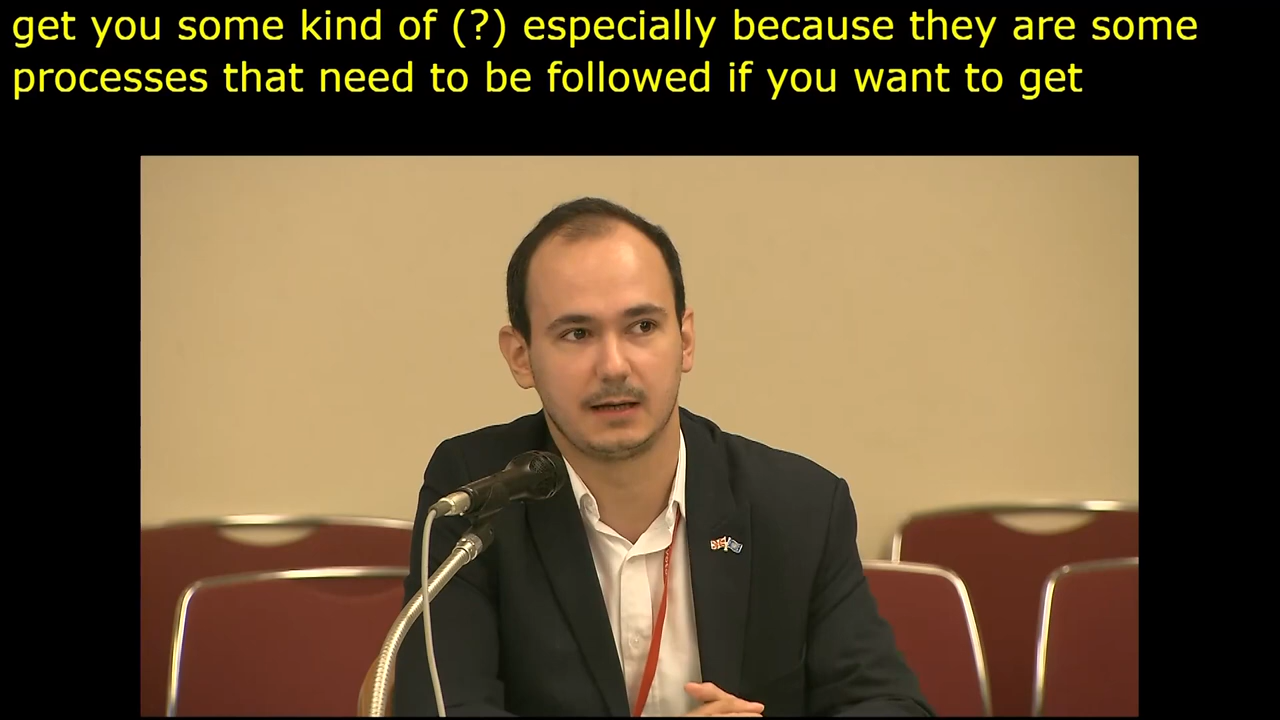 get you some kind of (?) especially because they are some
processes that need to be followed if you want to get